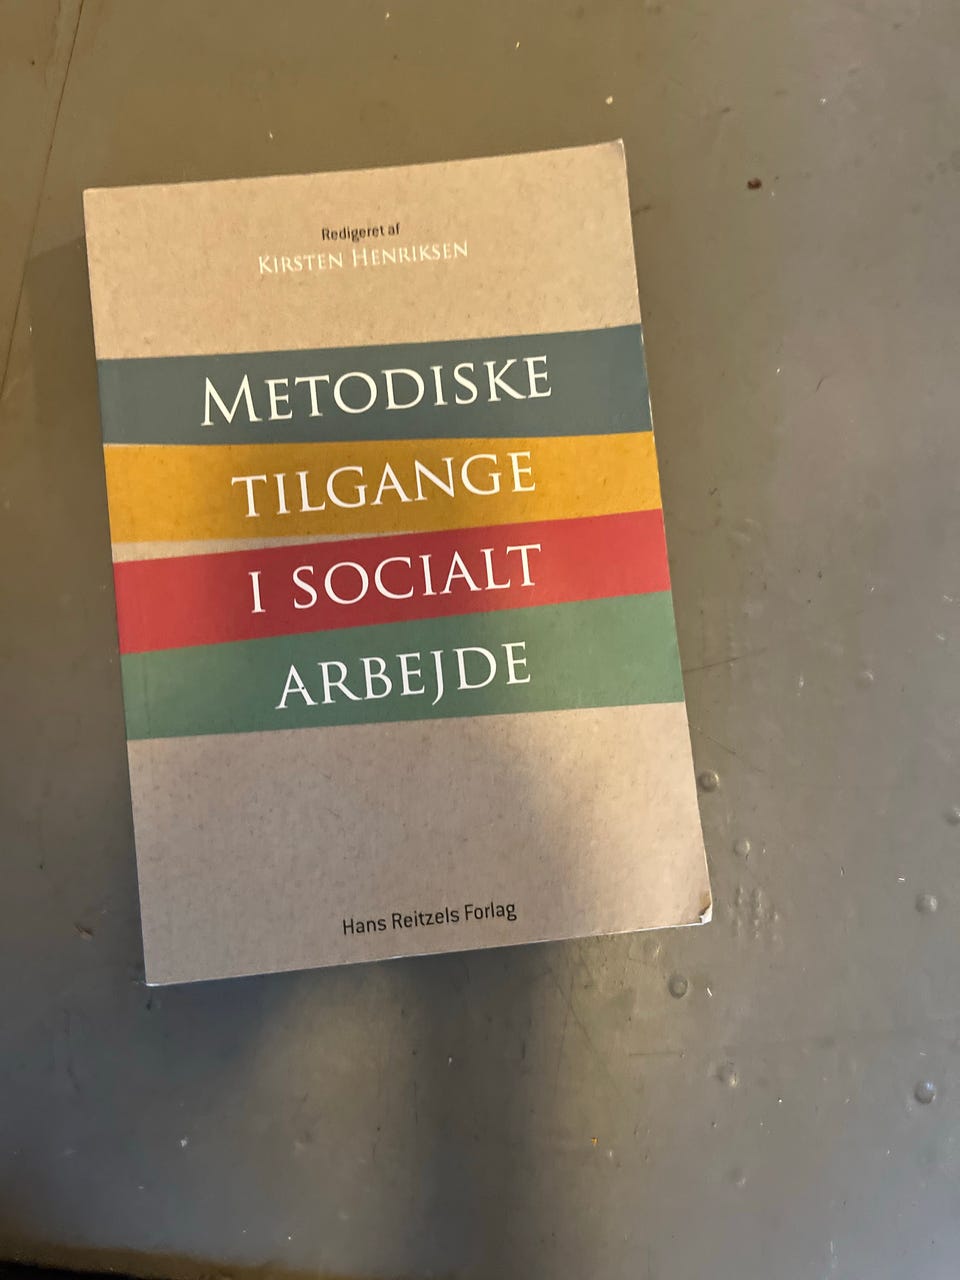 Redigeret af
KIRSTEN HENRIKSEN
METODISKE
TILGANGE
I SOCIALT
ARBEJDE
Hans Reitzels Forlag